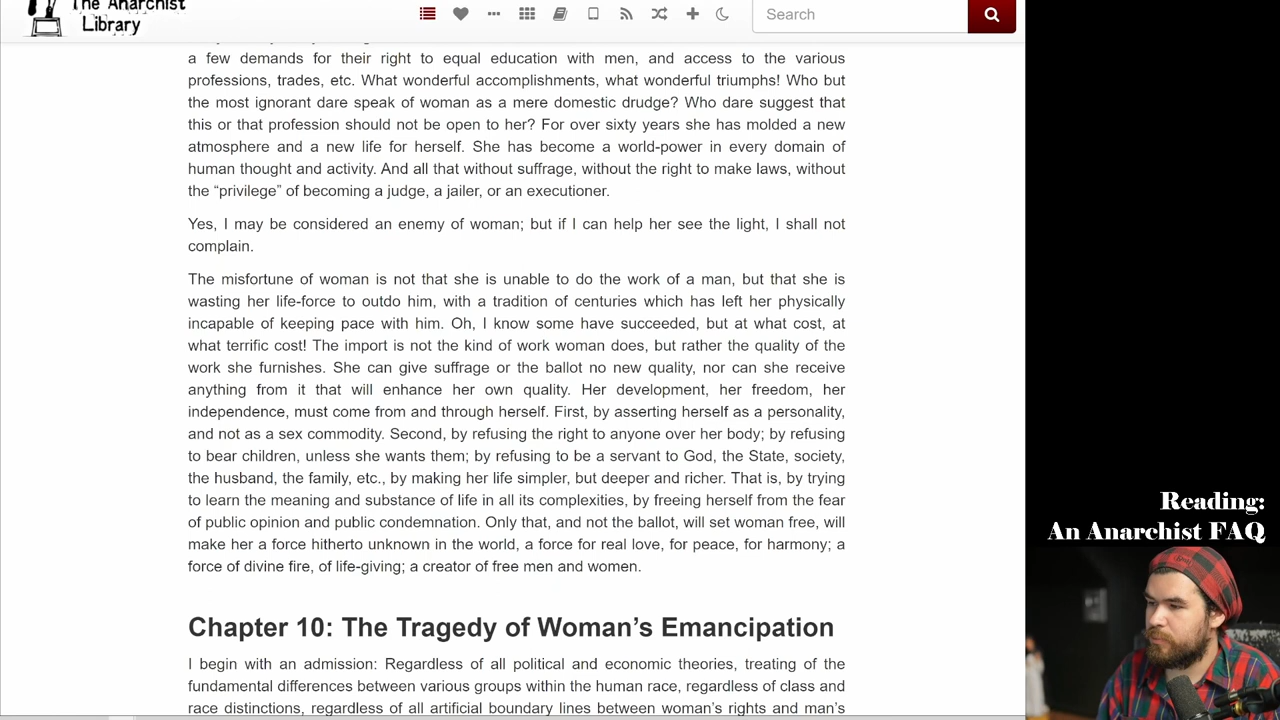 The Anarchist
Library
Search
a few demands for their right to equal education with men, and access to the various
professions, trades, etc. What wonderful accomplishments, what wonderful triumphs! Who but
the most ignorant dare speak of woman as a mere domestic drudge? Who dare suggest that
this or that profession should not be open to her? For over sixty years she has molded a new
atmosphere and a new life for herself. She has become a world-power in every domain of
human thought and activity. And all that without suffrage, without the right to make laws, without
the “privilege” of becoming a judge, a jailer, or an executioner.
Yes, I may be considered an enemy of woman; but if I can help her see the light, I shall not
complain.
The misfortune of woman is not that she is unable to do the work of a man, but that she is
wasting her life-force to outdo him, with a tradition of centuries which has left her physically
incapable of keeping pace with him. Oh, I know some have succeeded, but at what cost, at
what terrific cost! The import is not the kind of work woman does, but rather the quality of the
work she furnishes. She can give suffrage or the ballot no new quality, nor can she receive
anything from it that will enhance her own quality. Her development, her freedom, her
independence, must come from and through herself. First, by asserting herself as a personality,
and not as a sex commodity. Second, by refusing the right to anyone over her body; by refusing
to bear children, unless she wants them; by refusing to be a servant to God, the State, society,
the husband, the family, etc., by making her life simpler, but deeper and richer. That is, by trying
to learn the meaning and substance of life in all its complexities, by freeing herself from the fear
of public opinion and public condemnation. Only that, and not the ballot, will set woman free, will
make her a force hitherto unknown in the world, a force for real love, for peace, for harmony; a
force of divine fire, of life-giving; a creator of free men and women.
Chapter 10: The Tragedy of Woman’s Emancipation
I begin with an admission: Regardless of all political and economic theories, treating of the
fundamental differences between various groups within the human race, regardless of class and
race distinctions, regardless of all artificial boundary lines between woman’s rights and man’s
Reading:
An Anarchist FAQ